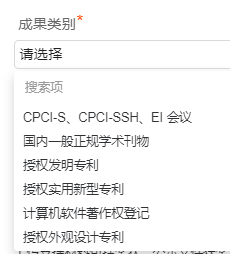 成果类别*
请选择
搜索项
CPCI-S、CPCI-SSH、EI 会议
国内一般正规学术刊物
授权发明专利
授权实用新型专利
计算机软件著作权登记
授权外观设计专利